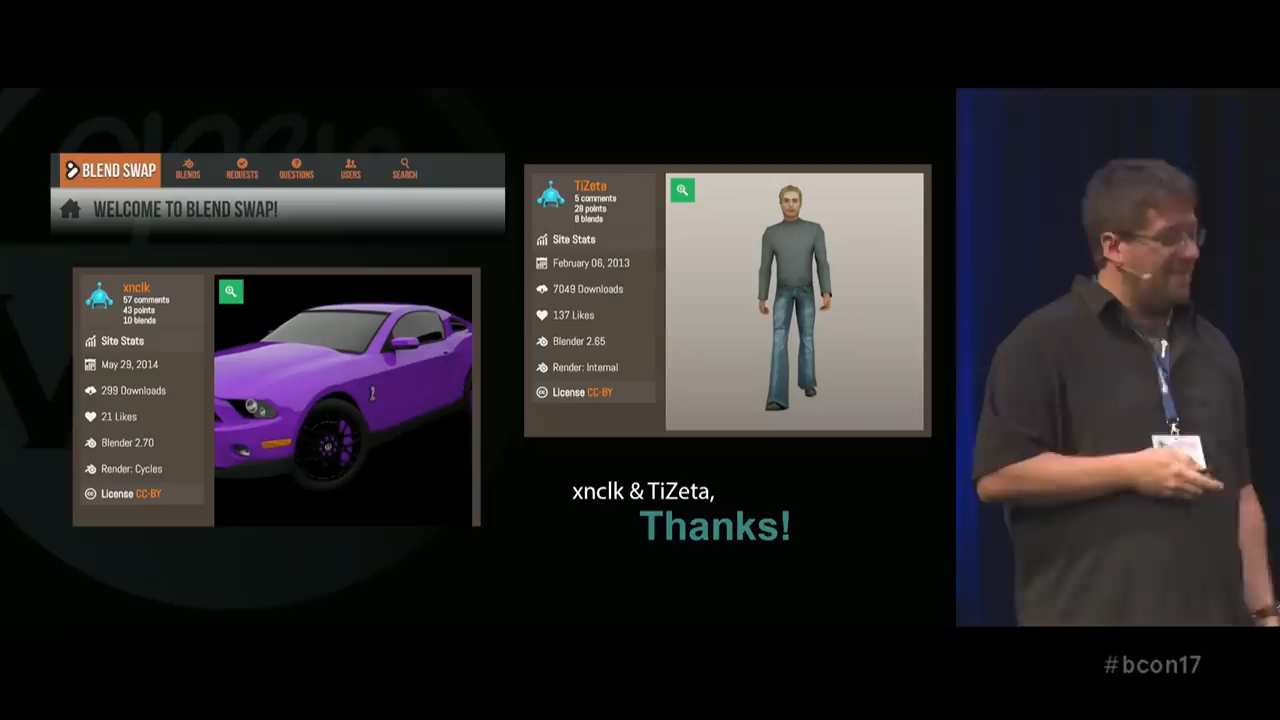 BLEND SWAP
BLENDS
REQUESTS
QUESTIONS
USERS
SEARCH
WELCOME TO BLEND SWAP!
xnclk
57 comments
43 points
10 blends
Site Stats
May 29, 2014
299 Downloads
21 Likes
Blender 2.70
Render: Cycles
License CC-BY
TiZeta
5 comments
28 points
8 blends
Site Stats
February 06, 2013
7049 Downloads
137 Likes
Blender 2.65
Render: Internal
License CC-BY
xnclk & TiZeta,
Thanks!
#bcon17